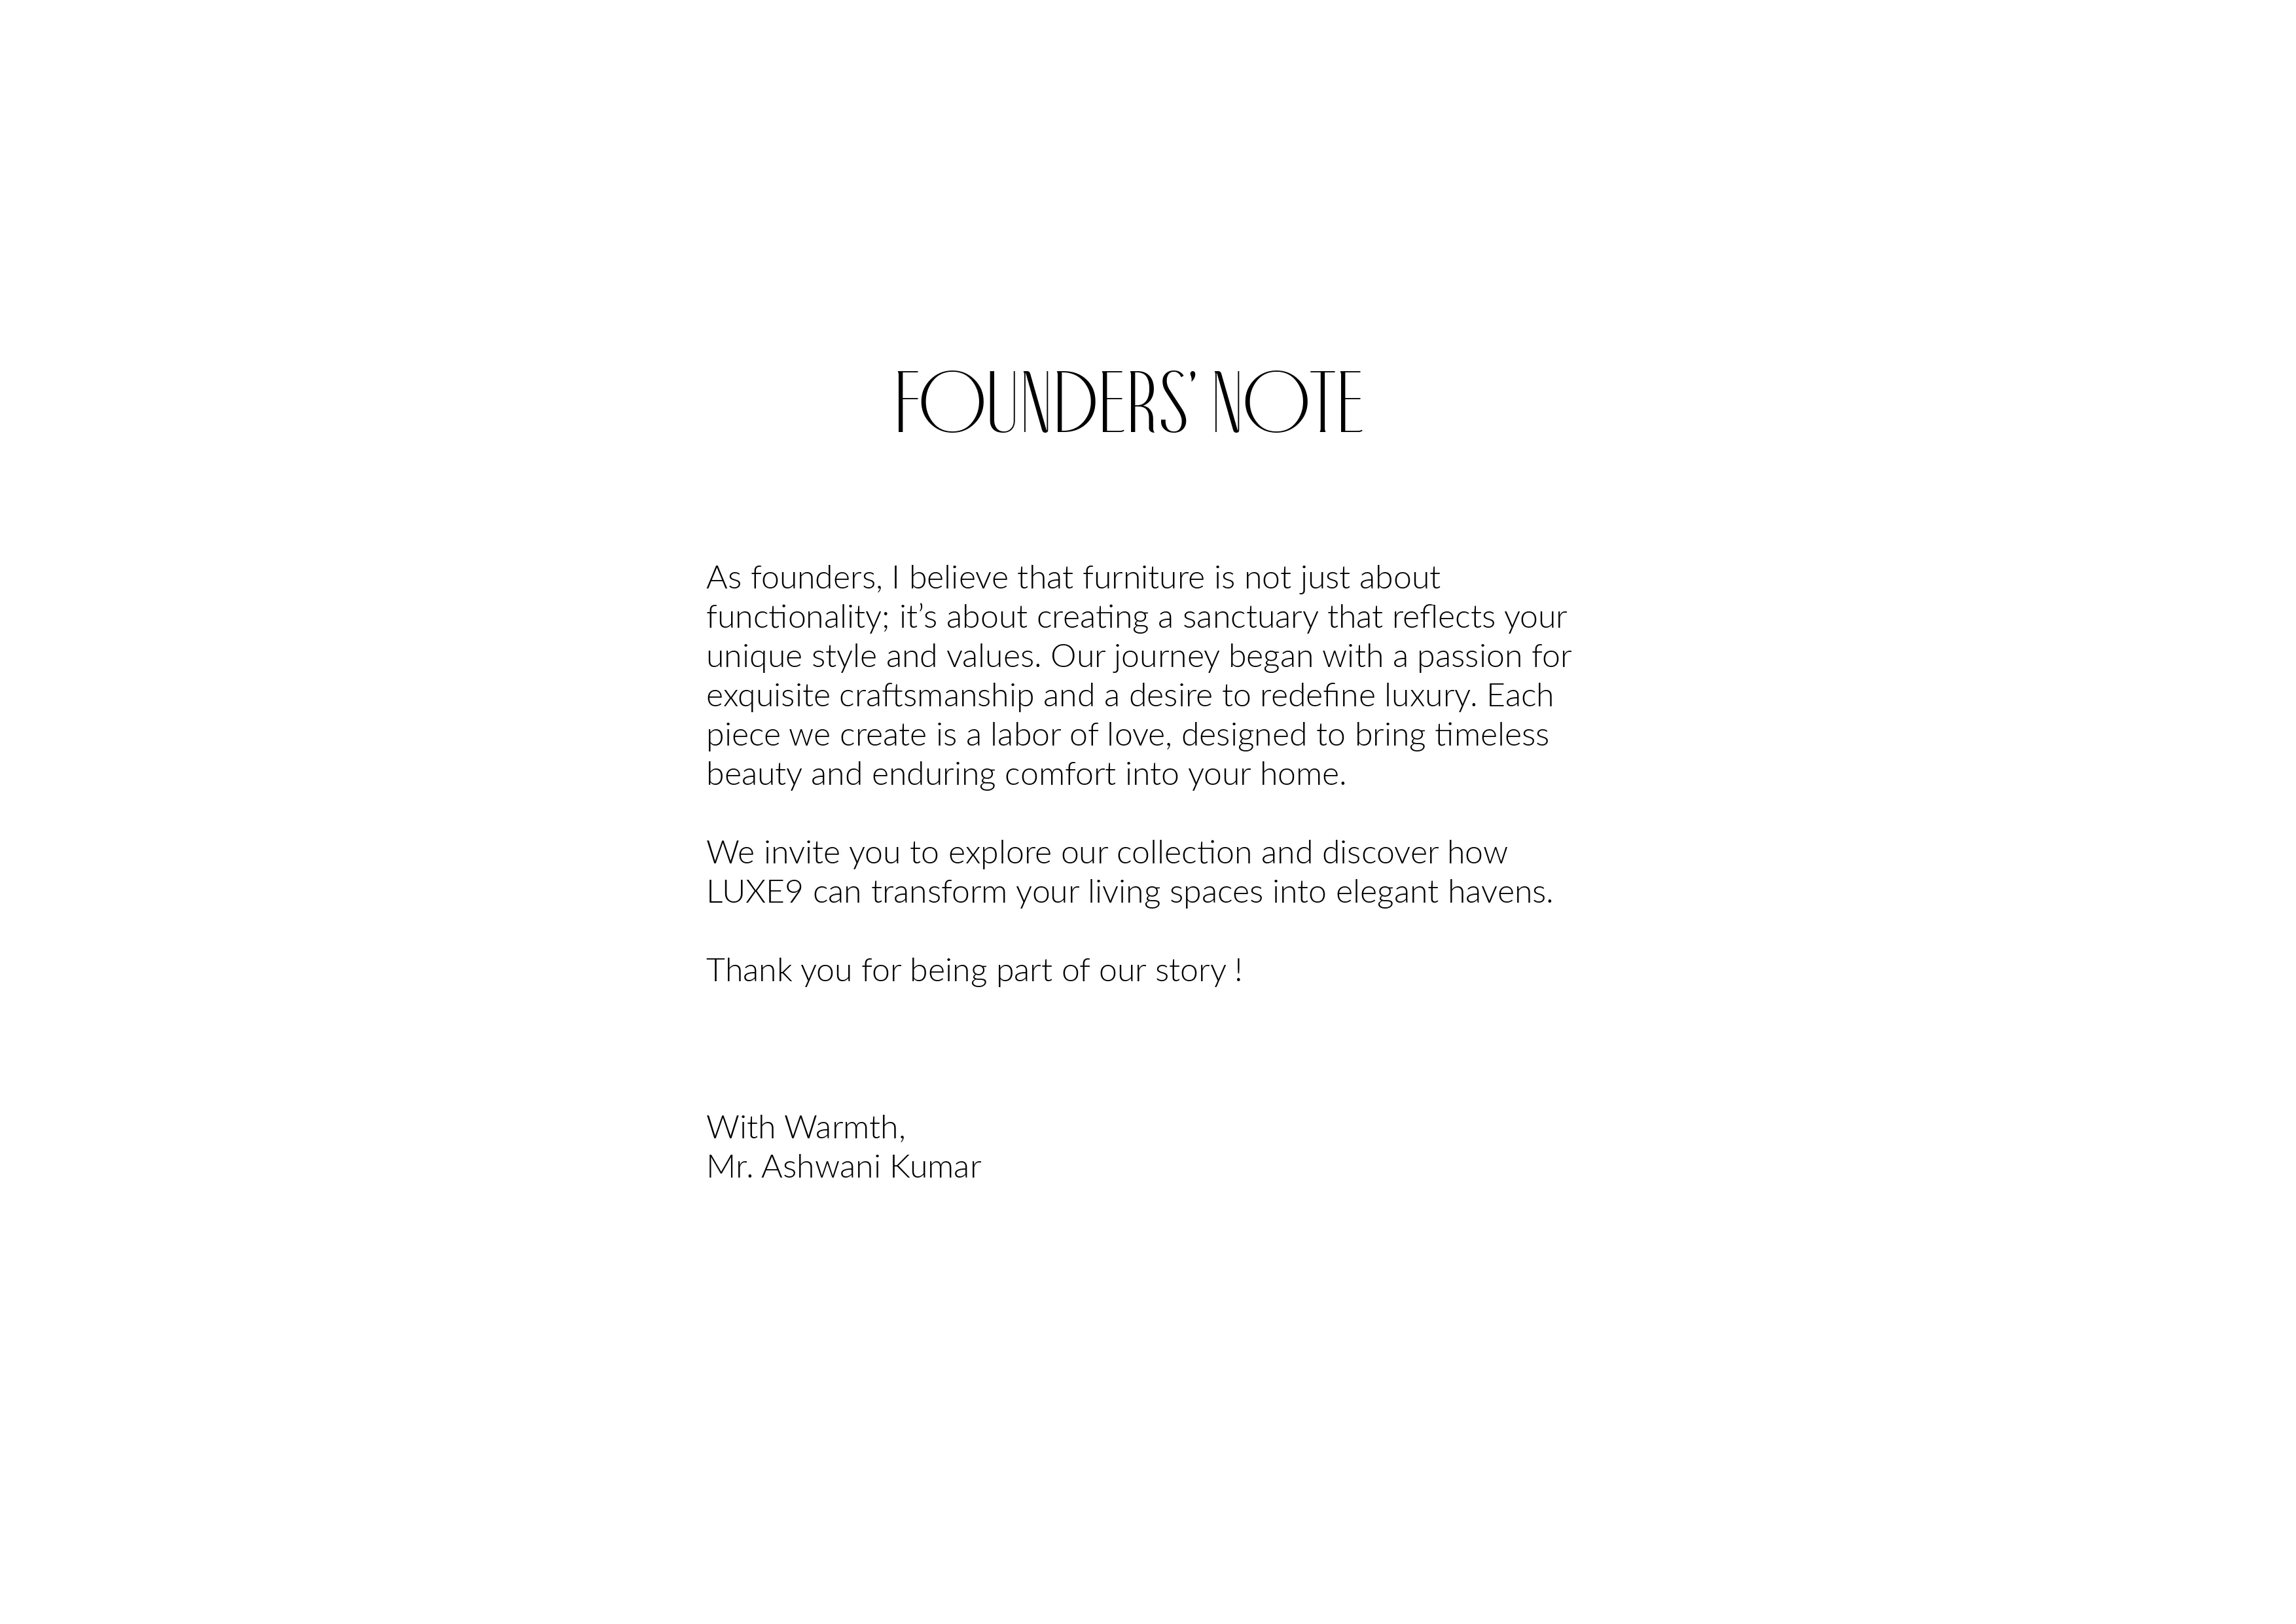 FOUNDERS’ NOTE
As founders, I believe that furniture is not just about
functionality; it’s about creating a sanctuary that reflects your
unique style and values. Our journey began with a passion for
exquisite craftsmanship and a desire to redefine luxury. Each
piece we create is a labor of love, designed to bring timeless
beauty and enduring comfort into your home.
We invite you to explore our collection and discover how
LUXE9 can transform your living spaces into elegant havens.
Thank you for being part of our story !
With Warmth,
Mr. Ashwani Kumar